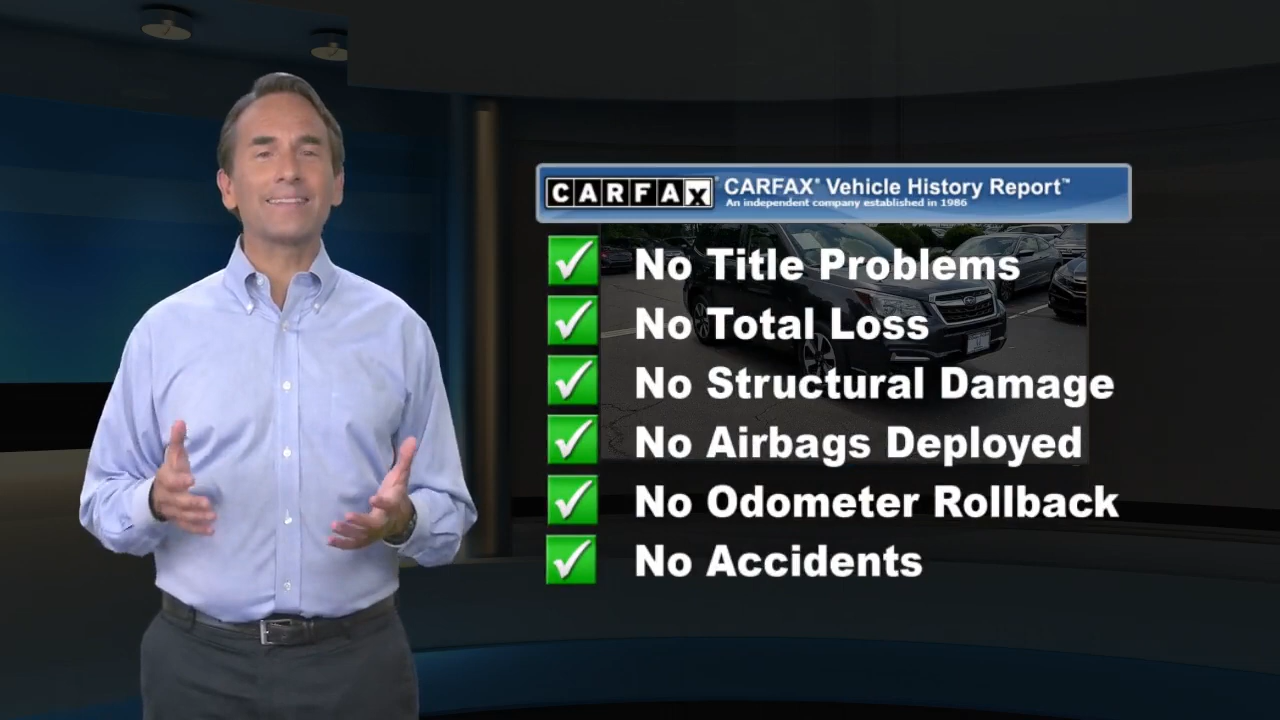 CARFAX® CARFAX® Vehicle History Report™
An independent company established in 1986
No Title Problems
No Total Loss
No Structural Damage
No Airbags Deployed
No Odometer Rollback
No Accidents